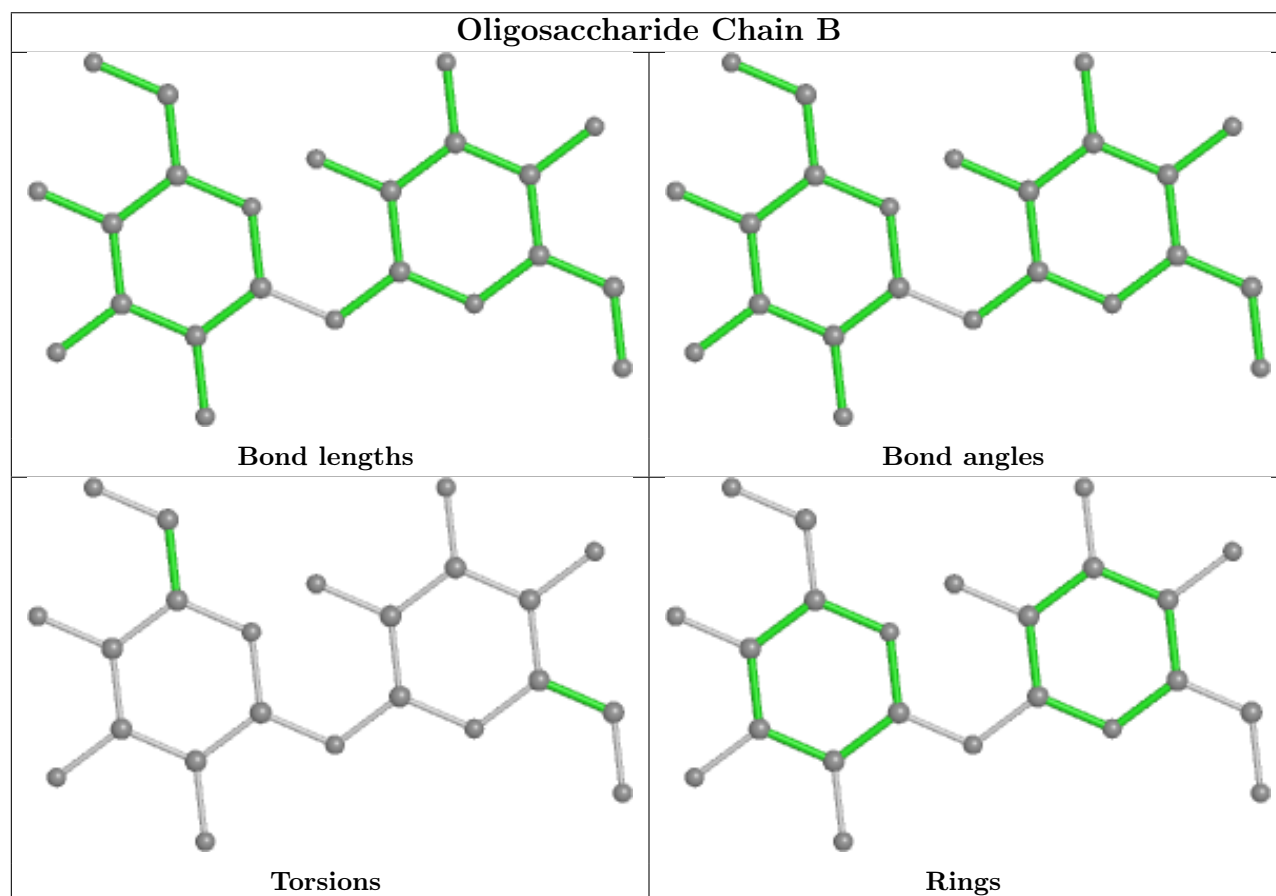 Oligosaccharide Chain B
Bond lengths
Bond angles
Torsions
Rings